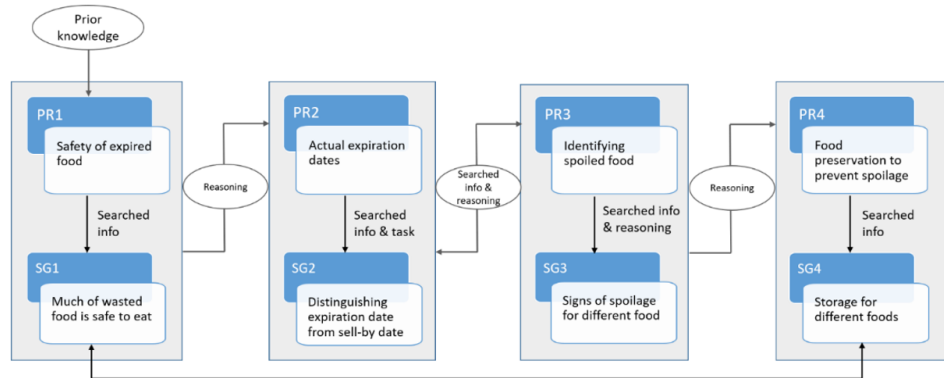 Prior
knowledge
PR1
Safety of expired
food
Searched
info
SG1
Much of wasted
food is safe to eat
Reasoning
PR2
Actual expiration
dates
Searched
info & task
SG2
Distinguishing
expiration date
from sell-by date
Searched
info &
reasoning
PR3
Identifying
spoiled food
Searched info
& reasoning
SG3
Signs of spoilage
for different food
Reasoning
PR4
Food
preservation to
prevent spoilage
Searched
info
SG4
Storage for
different foods